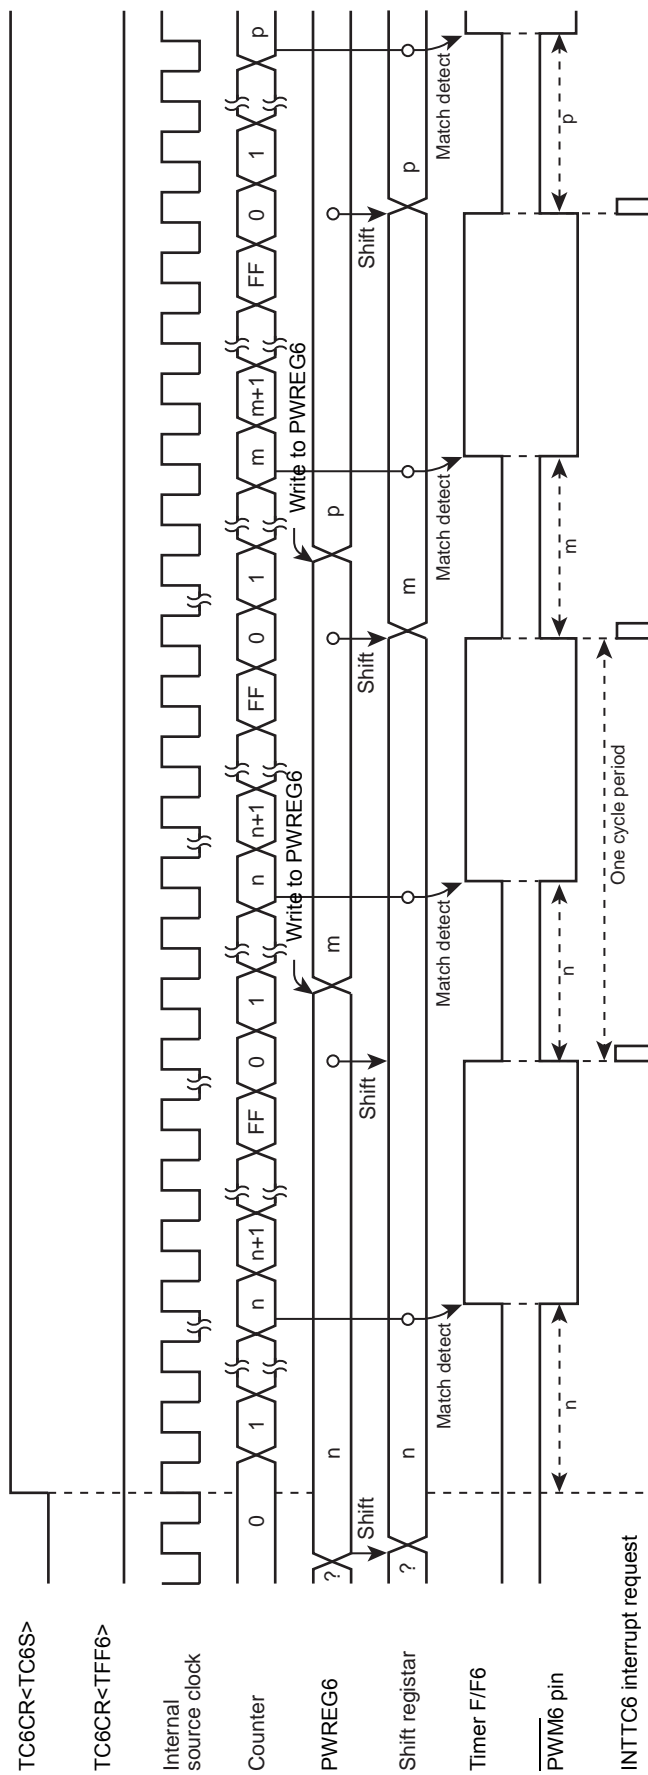 TC6CR<TC6S>
TC6CR<TFF6>
Internal
source clock
Counter 0 1 n n+1 FF 0 1 n n+1 FF 0 1 m m+1 FF 0 1 p
Write to PWREG6 Write to PWREG6
PWREG6 ? n m p
Shift Shift Shift Shift
Shift registar ? n m p
Match detect Match detect Match detect Match detect
Timer F/F6
PWM6 pin
n n m p
One cycle period
INTTC6 interrupt request